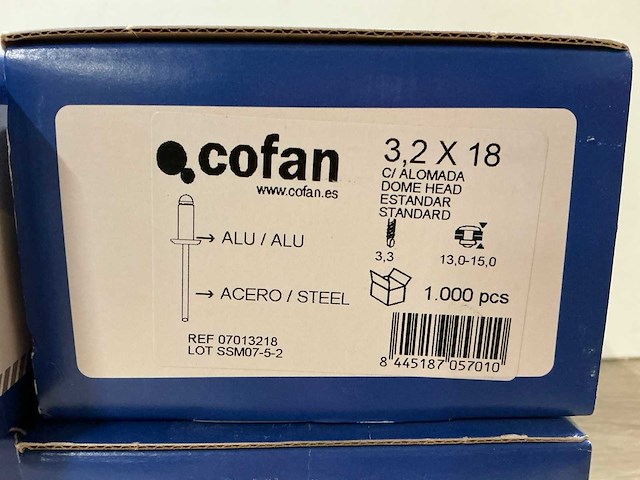 cofan
www.cofan.es
3,2 X 18
C/ ALOMADA
DOME HEAD
ESTANDAR
STANDARD
3,3
13,0-15,0
ALU / ALU
ACERO / STEEL
1.000 pcs
REF 07013218
LOT SSM07-5-2
8 445187 057010